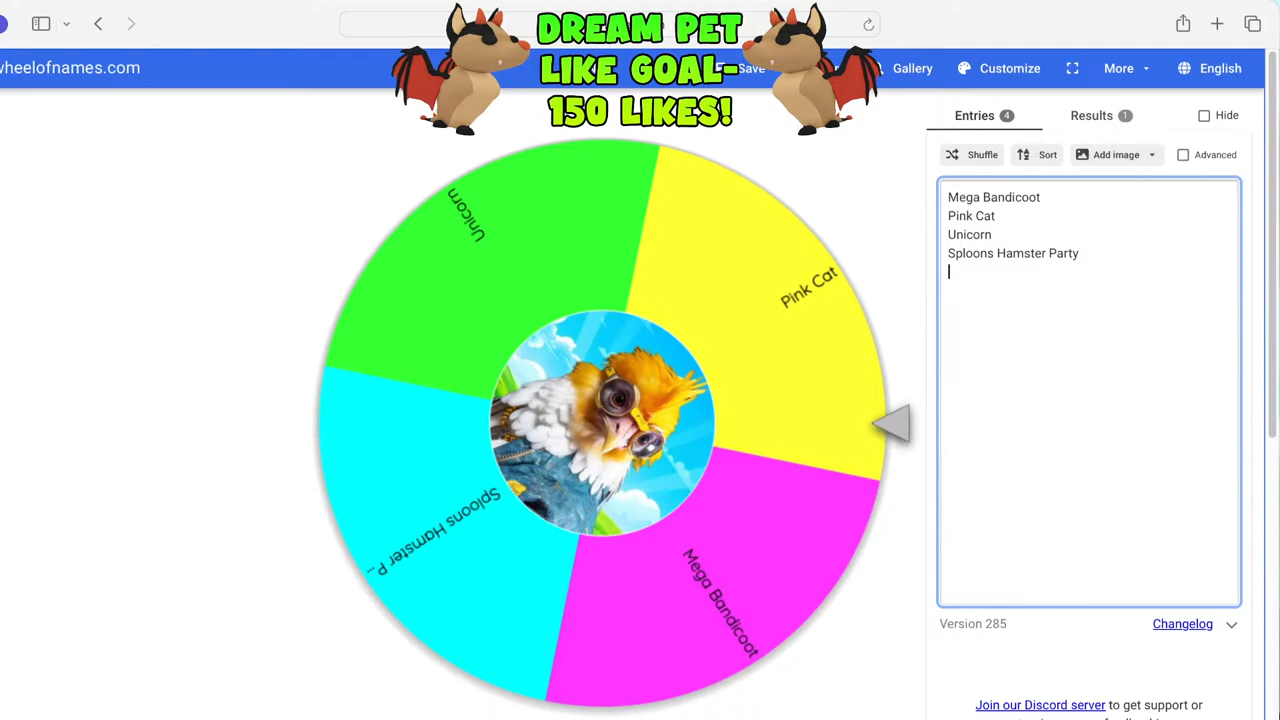 DREAM PET
LIKE GOAL-
150 LIKES!
wheelofnames.com
Save
Gallery
Customize
More
English
Entries 4
Results 1
Hide
Shuffle
Sort
Add image
Advanced
Mega Bandicoot
Pink Cat
Unicorn
Sploons Hamster Party
Unicorn
Pink Cat
Sploons Hamster P...
Mega Bandicoot
Version 285
Changelog
Join our Discord server to get support or